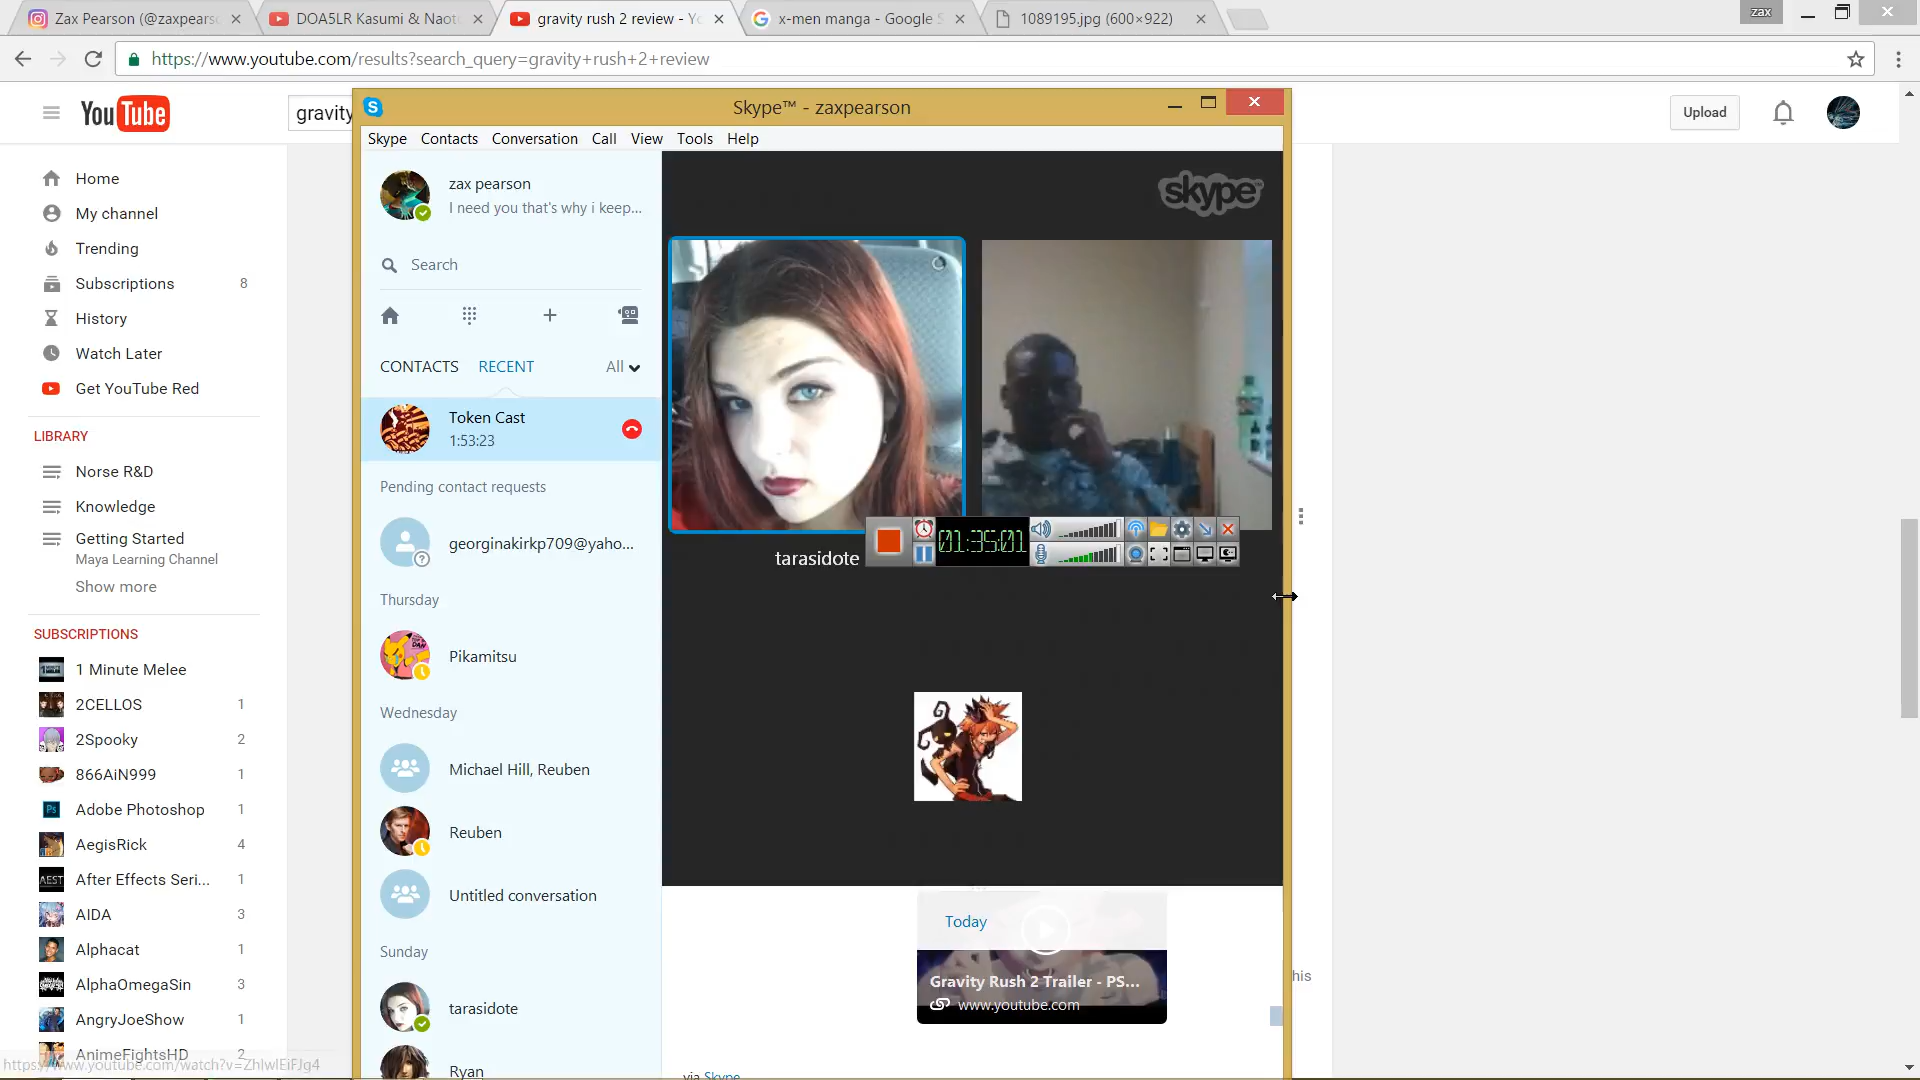 Zax Pearson (@zaxpears
DOA5LR Kasumi & Naot
gravity rush 2 review - Yo
x-men manga - Google S
1089195.jpg (600×922)
zax
https://www.youtube.com/results?search_query=gravity+rush+2+review
YouTube
gravity
Upload
Home
My channel
Trending
Subscriptions 8
History
Watch Later
Get YouTube Red
LIBRARY
Norse R&D
Knowledge
Getting Started
Maya Learning Channel
Show more
SUBSCRIPTIONS
1 Minute Melee
2CELLOS 1
2Spooky 2
866AiN999 1
Ps Adobe Photoshop 1
AegisRick 4
AEST After Effects Seri... 1
AIDA 3
Alphacat 1
AlphaOmegaSin 3
AngryJoeShow 1
AnimeFightsHD 2
https://www.youtube.com/watch?v=ZhIwIEiFJg4
Skype™ - zaxpearson
Skype Contacts Conversation Call View Tools Help
zax pearson
I need you that's why i keep...
Search
CONTACTS RECENT All
Token Cast
1:53:23
Pending contact requests
georginakirkp709@yaho...
Thursday
Pikamitsu
Wednesday
Michael Hill, Reuben
Reuben
Untitled conversation
Sunday
tarasidote
Ryan
skype
01:35:01
tarasidote
Today
Gravity Rush 2 Trailer - PS...
www.youtube.com
via Skype
his